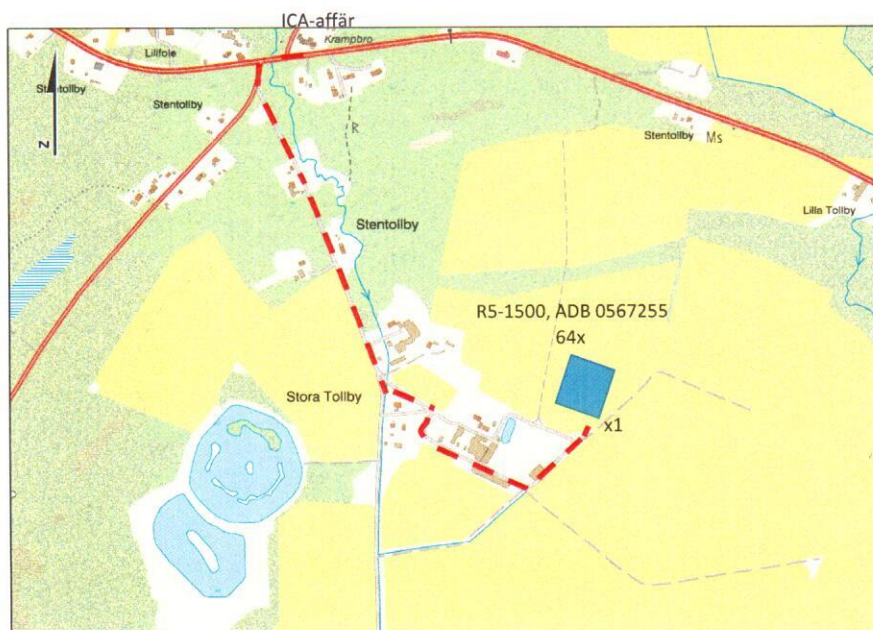 ICA-affär
Krampbro
Lillfole
Stentollby
Stentollby
N
R
Stentollby
Ms
Lilla Tollby
Stentollby
R5-1500, ADB 0567255
64x
Stora Tollby
x1